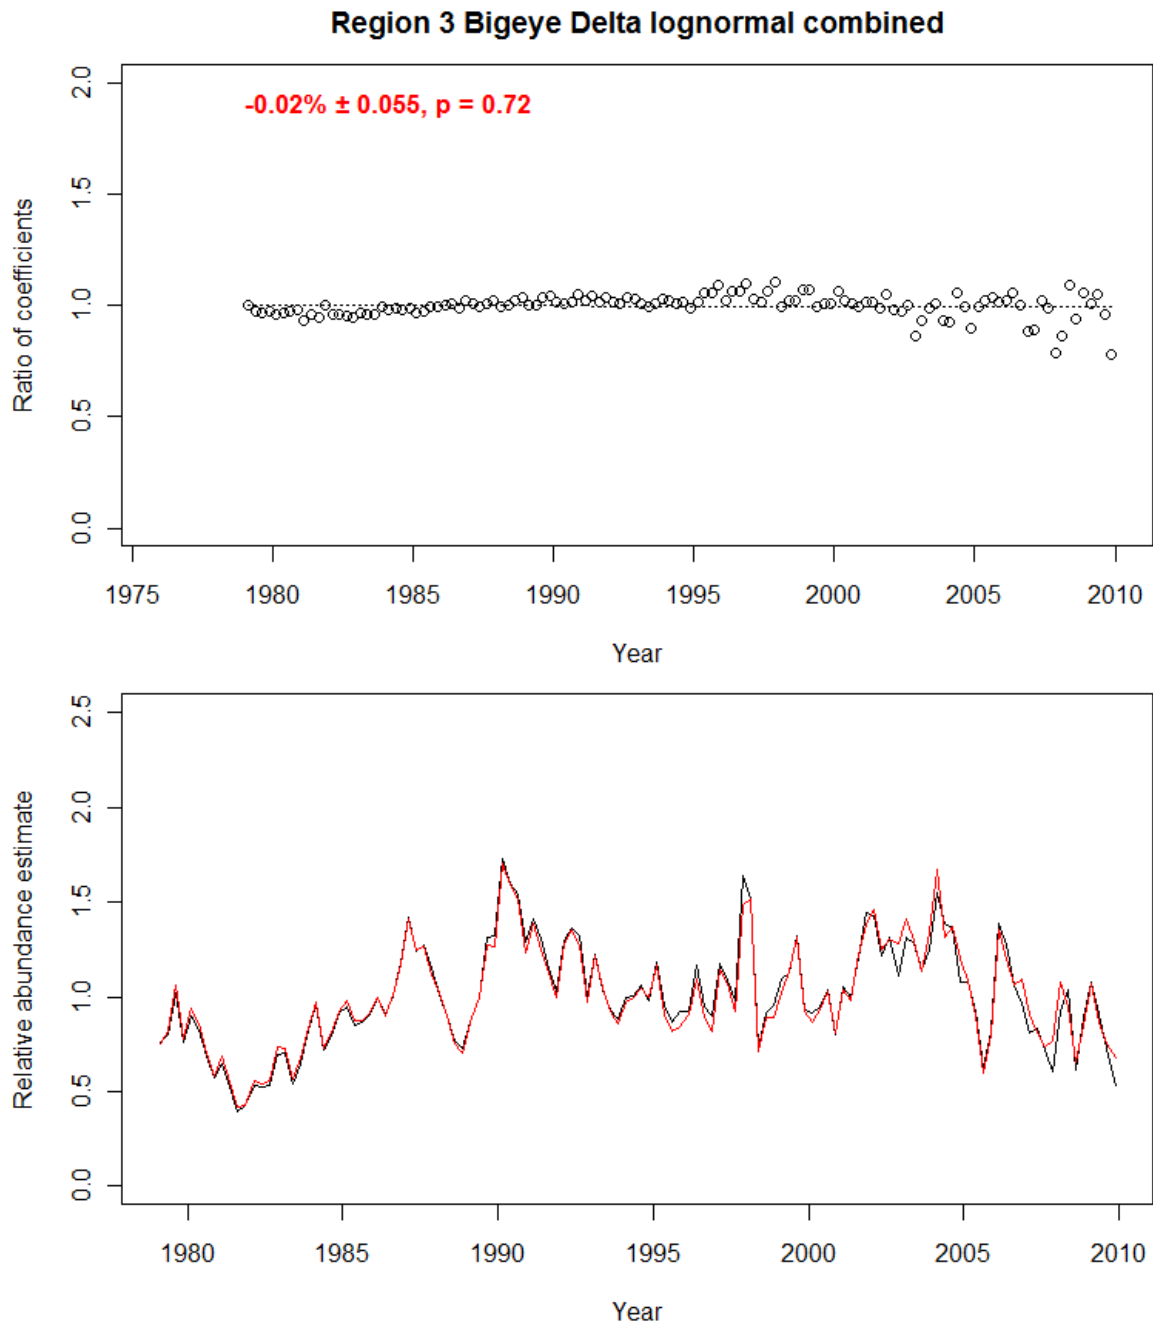 Region 3 Bigeye Delta lognormal combined
-0.02% ± 0.055, p = 0.72
Ratio of coefficients
2.0
1.5
1.0
0.5
0.0
1975 1980 1985 1990 1995 2000 2005 2010
Year
Relative abundance estimate
2.5
2.0
1.5
1.0
0.5
0.0
1980 1985 1990 1995 2000 2005 2010
Year